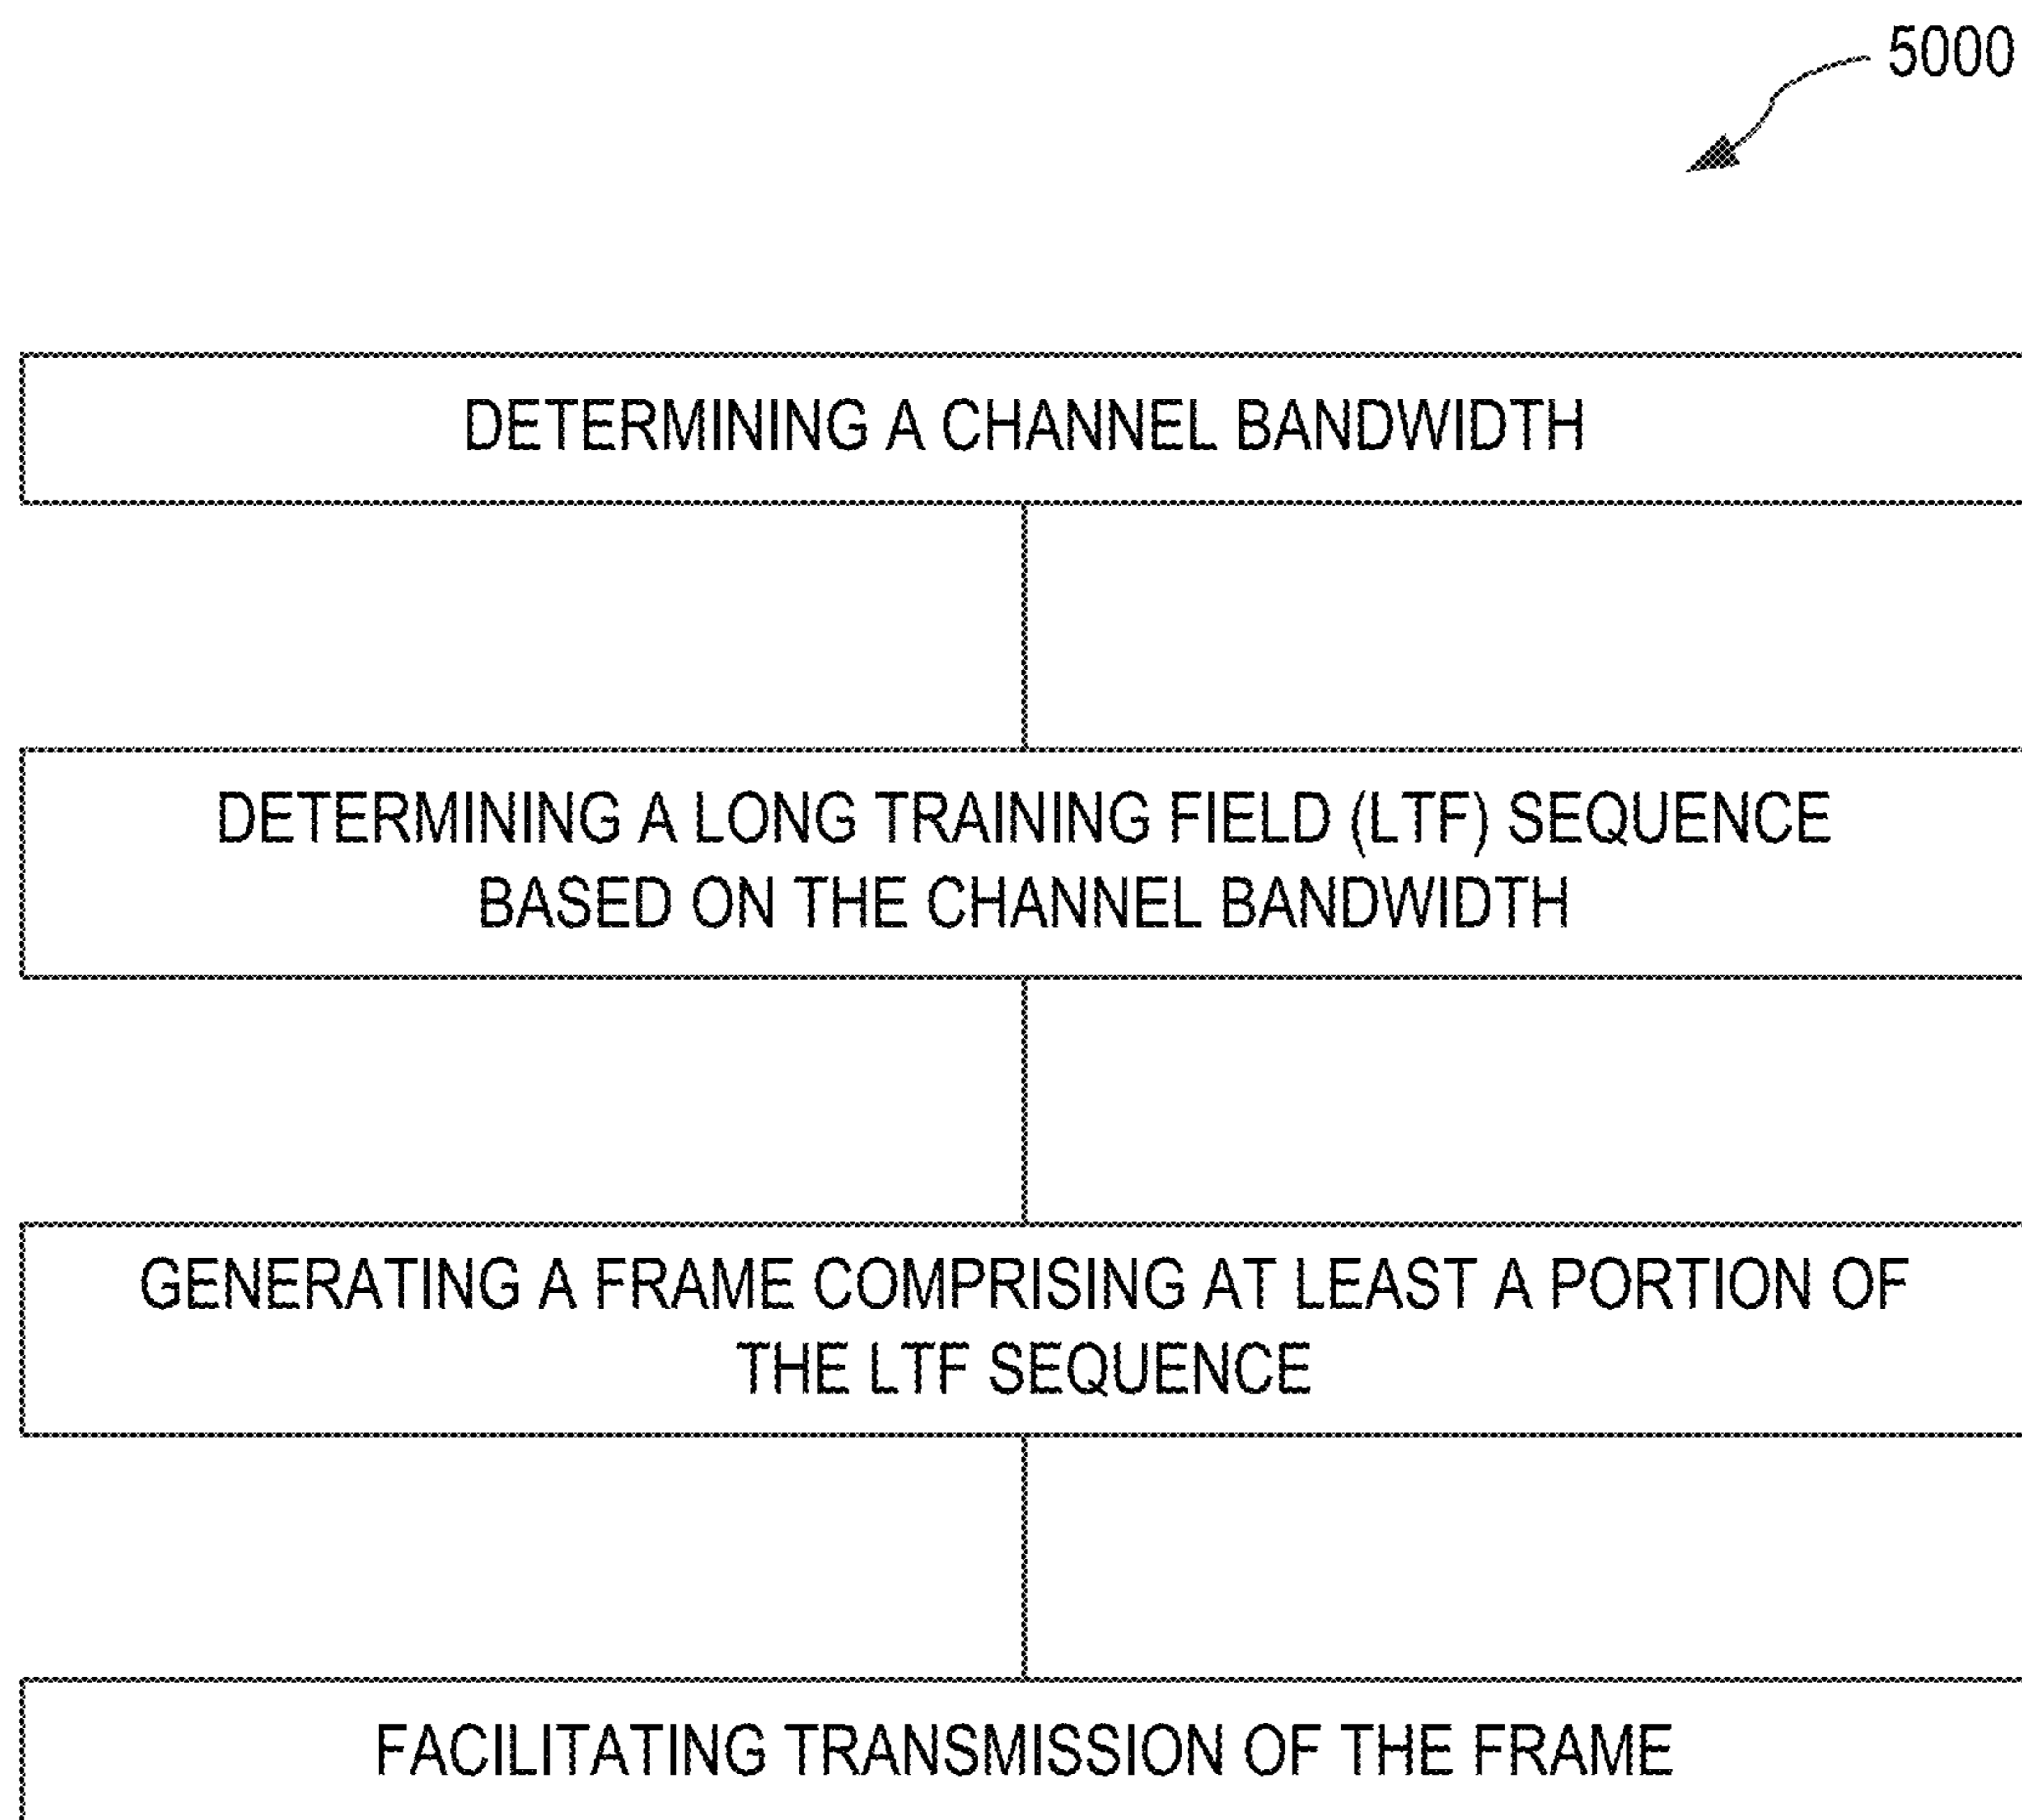 5000
DETERMINING A CHANNEL BANDWIDTH
DETERMINING A LONG TRAINING FIELD (LTF) SEQUENCE
BASED ON THE CHANNEL BANDWIDTH
GENERATING A FRAME COMPRISING AT LEAST A PORTION OF
THE LTF SEQUENCE
FACILITATING TRANSMISSION OF THE FRAME